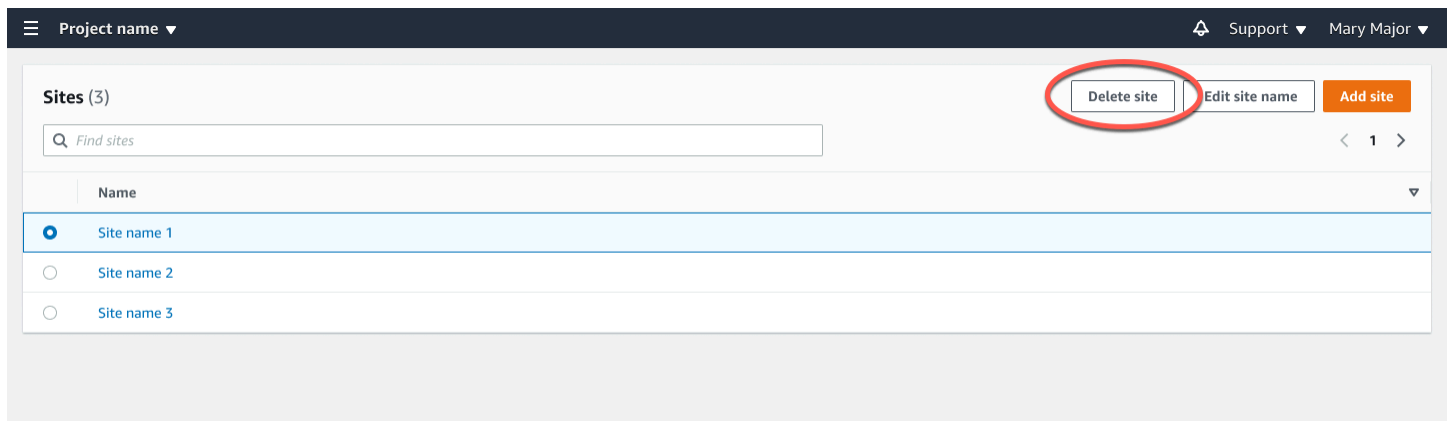 Project name Support Mary Major
Sites (3) Delete site Edit site name Add site
Find sites 1
Name
Site name 1
Site name 2
Site name 3